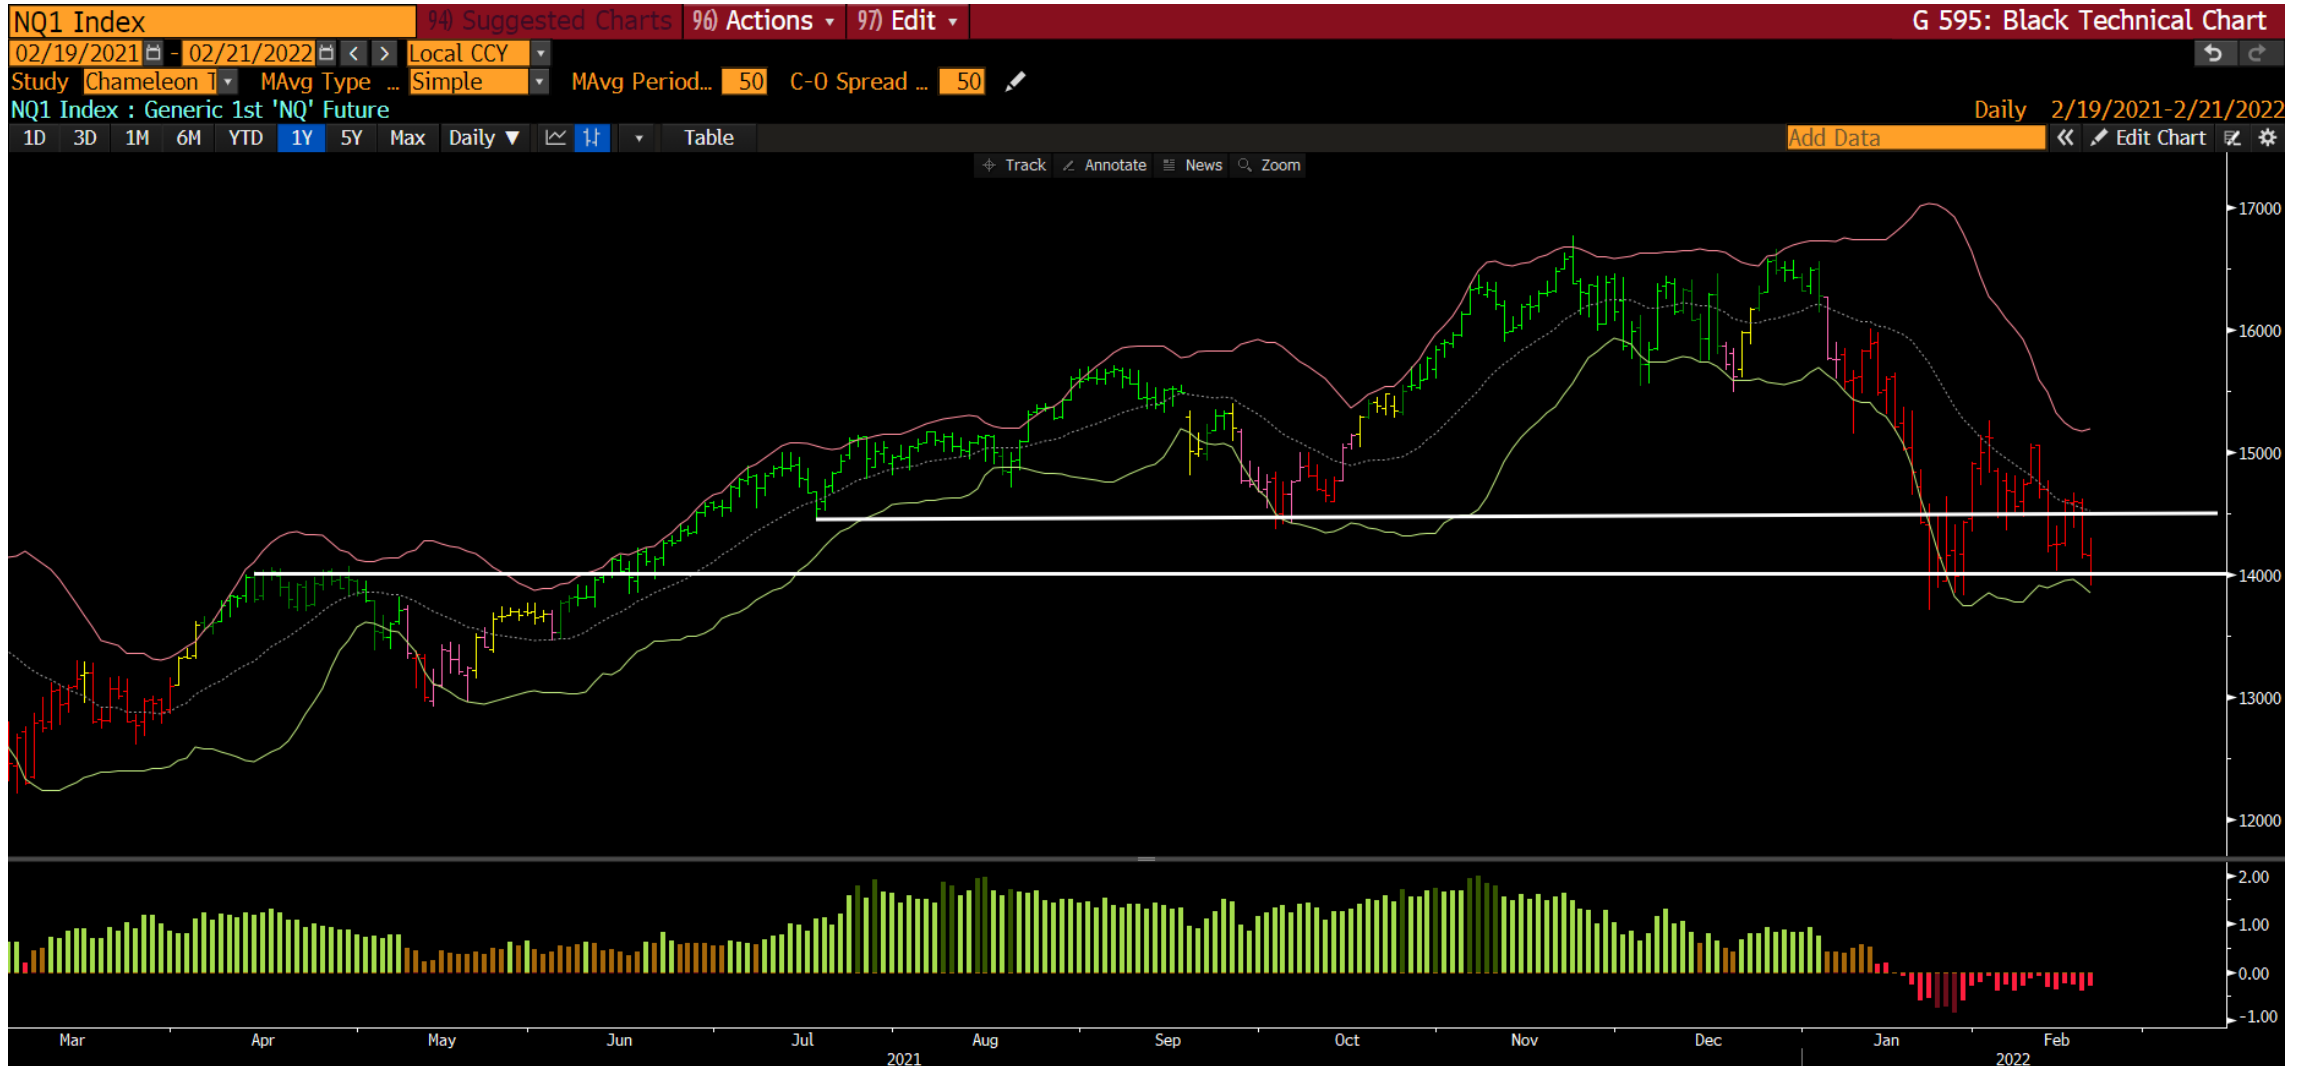 NQ1 Index 94) Suggested Charts 96) Actions 97) Edit G 595: Black Technical Chart
02/19/2021 - 02/21/2022 < > Local CCY
Study Chameleon T MAvg Type ... Simple MAvg Period... 50 C-O Spread ... 50
NQ1 Index : Generic 1st 'NQ' Future Daily 2/19/2021-2/21/2022
1D 3D 1M 6M YTD 1Y 5Y Max Daily ▼ Table Add Data « Edit Chart
Track Annotate News Zoom
17000
16000
15000
14000
13000
12000
2.00
1.00
0.00
-1.00
Mar Apr May Jun Jul Aug Sep Oct Nov Dec Jan Feb
2021 2022